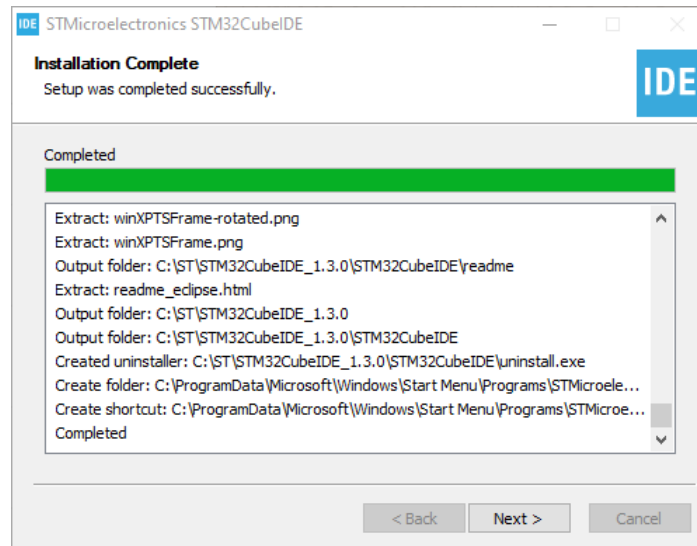 IDE STMicroelectronics STM32CubeIDE
Installation Complete
Setup was completed successfully.
IDE
Completed
Extract: winXPTSFrame-rotated.png
Extract: winXPTSFrame.png
Output folder: C:\ST\STM32CubeIDE_1.3.0\STM32CubeIDE\readme
Extract: readme_eclipse.html
Output folder: C:\ST\STM32CubeIDE_1.3.0
Output folder: C:\ST\STM32CubeIDE_1.3.0\STM32CubeIDE
Created uninstaller: C:\ST\STM32CubeIDE_1.3.0\STM32CubeIDE\uninstall.exe
Create folder: C:\ProgramData\Microsoft\Windows\Start Menu\Programs\STMicroele...
Create shortcut: C:\ProgramData\Microsoft\Windows\Start Menu\Programs\STMicroe...
Completed
< Back Next > Cancel